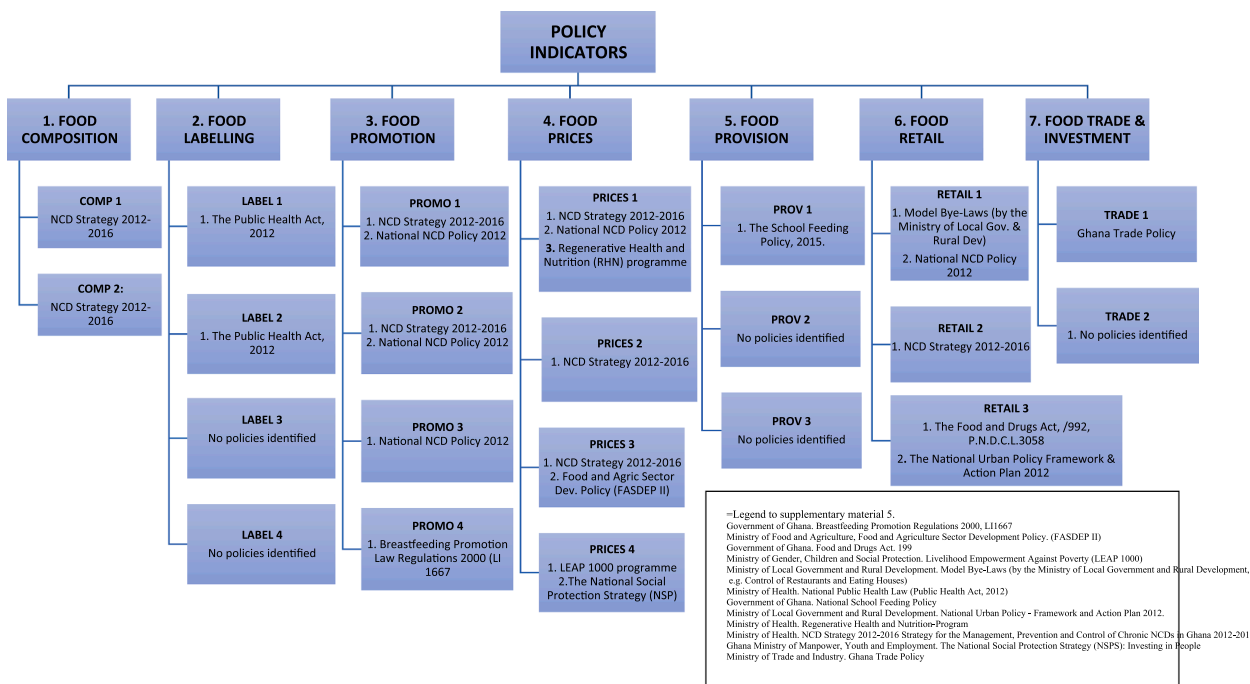 POLICY
INDICATORS
1. FOOD
COMPOSITION
2. FOOD
LABELLING
3. FOOD
PROMOTION
4. FOOD
PRICES
5. FOOD
PROVISION
6. FOOD
RETAIL
7. FOOD TRADE &
INVESTMENT
COMP 1
NCD Strategy 2012-
2016
COMP 2:
NCD Strategy 2012-
2016
LABEL 1
1. The Public Health Act,
2012
LABEL 2
1. The Public Health Act,
2012
LABEL 3
No policies identified
LABEL 4
No policies identified
PROMO 1
1. NCD Strategy 2012-2016
2. National NCD Policy 2012
PROMO 2
1. NCD Strategy 2012-2016
2. National NCD Policy 2012
PROMO 3
1. National NCD Policy 2012
PROMO 4
1. Breastfeeding Promotion
Law Regulations 2000 (LI
1667
PRICES 1
1. NCD Strategy 2012-2016
2. National NCD Policy 2012
3. Regenerative Health and
Nutrition (RHN) programme
PRICES 2
1. NCD Strategy 2012-2016
PRICES 3
1. NCD Strategy 2012-2016
2. Food and Agric Sector
Dev. Policy (FASDEP II)
PRICES 4
1. LEAP 1000 programme
2.The National Social
Protection Strategy (NSP)
PROV 1
1. The School Feeding
Policy, 2015.
PROV 2
No policies identified
PROV 3
No policies identified
RETAIL 1
1. Model Bye-Laws (by the
Ministry of Local Gov. &
Rural Dev)
2. National NCD Policy
2012
RETAIL 2
1. NCD Strategy 2012-2016
RETAIL 3
1. The Food and Drugs Act, /992,
P.N.D.C.L.3058
2. The National Urban Policy Framework &
Action Plan 2012
TRADE 1
Ghana Trade Policy
TRADE 2
1. No policies identified
=Legend to supplementary material 5.
Government of Ghana. Breastfeeding Promotion Regulations 2000, LI1667
Ministry of Food and Agriculture, Food and Agriculture Sector Development Policy. (FASDEP II)
Government of Ghana. Food and Drugs Act. 199
Ministry of Gender, Children and Social Protection. Livelihood Empowerment Against Poverty (LEAP 1000)
Ministry of Local Government and Rural Development. Model Bye-Laws (by the Ministry of Local Government and Rural Development,
e.g. Control of Restaurants and Eating Houses)
Ministry of Health. National Public Health Law (Public Health Act, 2012)
Government of Ghana. National School Feeding Policy
Ministry of Local Government and Rural Development. National Urban Policy - Framework and Action Plan 2012.
Ministry of Health. Regenerative Health and Nutrition-Program
Ministry of Health. NCD Strategy 2012-2016 Strategy for the Management, Prevention and Control of Chronic NCDs in Ghana 2012-201
Ghana Ministry of Manpower, Youth and Employment. The National Social Protection Strategy (NSPS): Investing in People
Ministry of Trade and Industry. Ghana Trade Policy